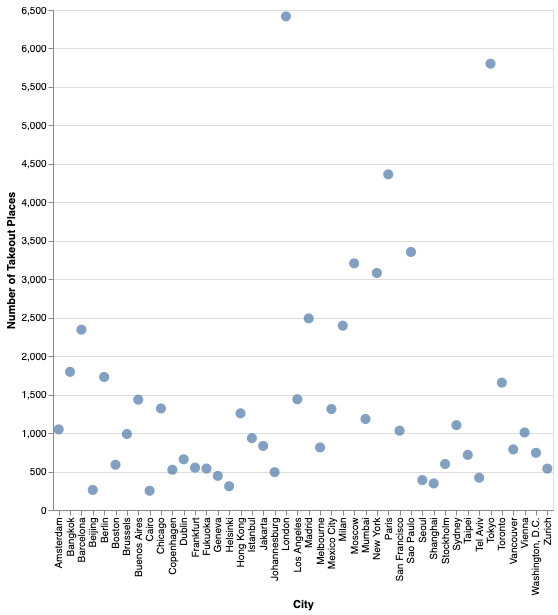 6,500
6,000
5,500
5,000
4,500
4,000
3,500
3,000
2,500
2,000
1,500
1,000
500
0
Number of Takeout Places
Amsterdam
Bangkok
Barcelona
Beijing
Berlin
Boston
Brussels
Buenos Aires
Cairo
Chicago
Copenhagen
Dublin
Frankfurt
Fukuoka
Geneva
Helsinki
Hong Kong
Istanbul
Jakarta
Johannesburg
London
Los Angeles
Madrid
Melbourne
Mexico City
Milan
Moscow
Mumbai
New York
Paris
San Francisco
Sao Paulo
Seoul
Shanghai
Stockholm
Sydney
Taipei
Tel Aviv
Tokyo
Toronto
Vancouver
Vienna
Washington, D.C.
Zurich
City